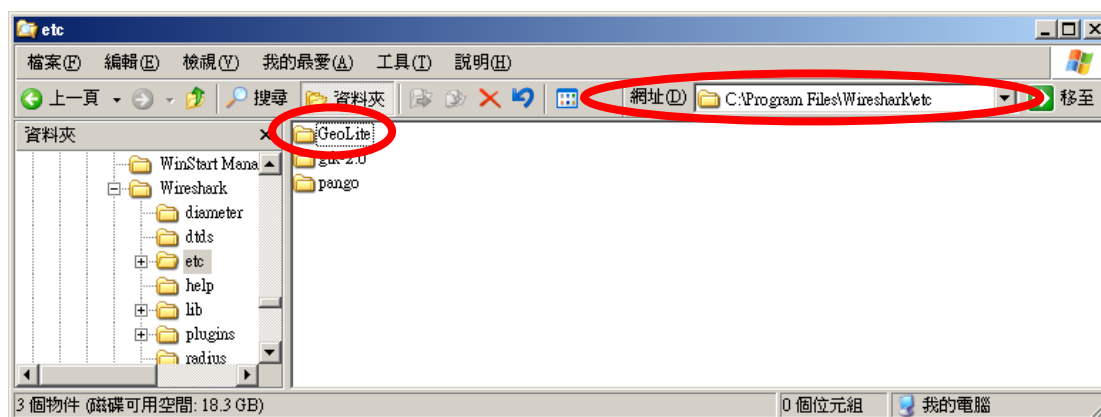 etc
檔案(F) 編輯(E) 檢視(V) 我的最愛(A) 工具(T) 說明(H)
上一頁 搜尋 資料夾 網址(D) C:\Program Files\Wireshark\etc 移至
資料夾
WinStart Mana
Wireshark
diameter
dtds
etc
help
lib
plugins
radius
GeoLite
gtk-2.0
pango
3 個物件 (磁碟可用空間: 18.3 GB) 0 個位元組 我的電腦